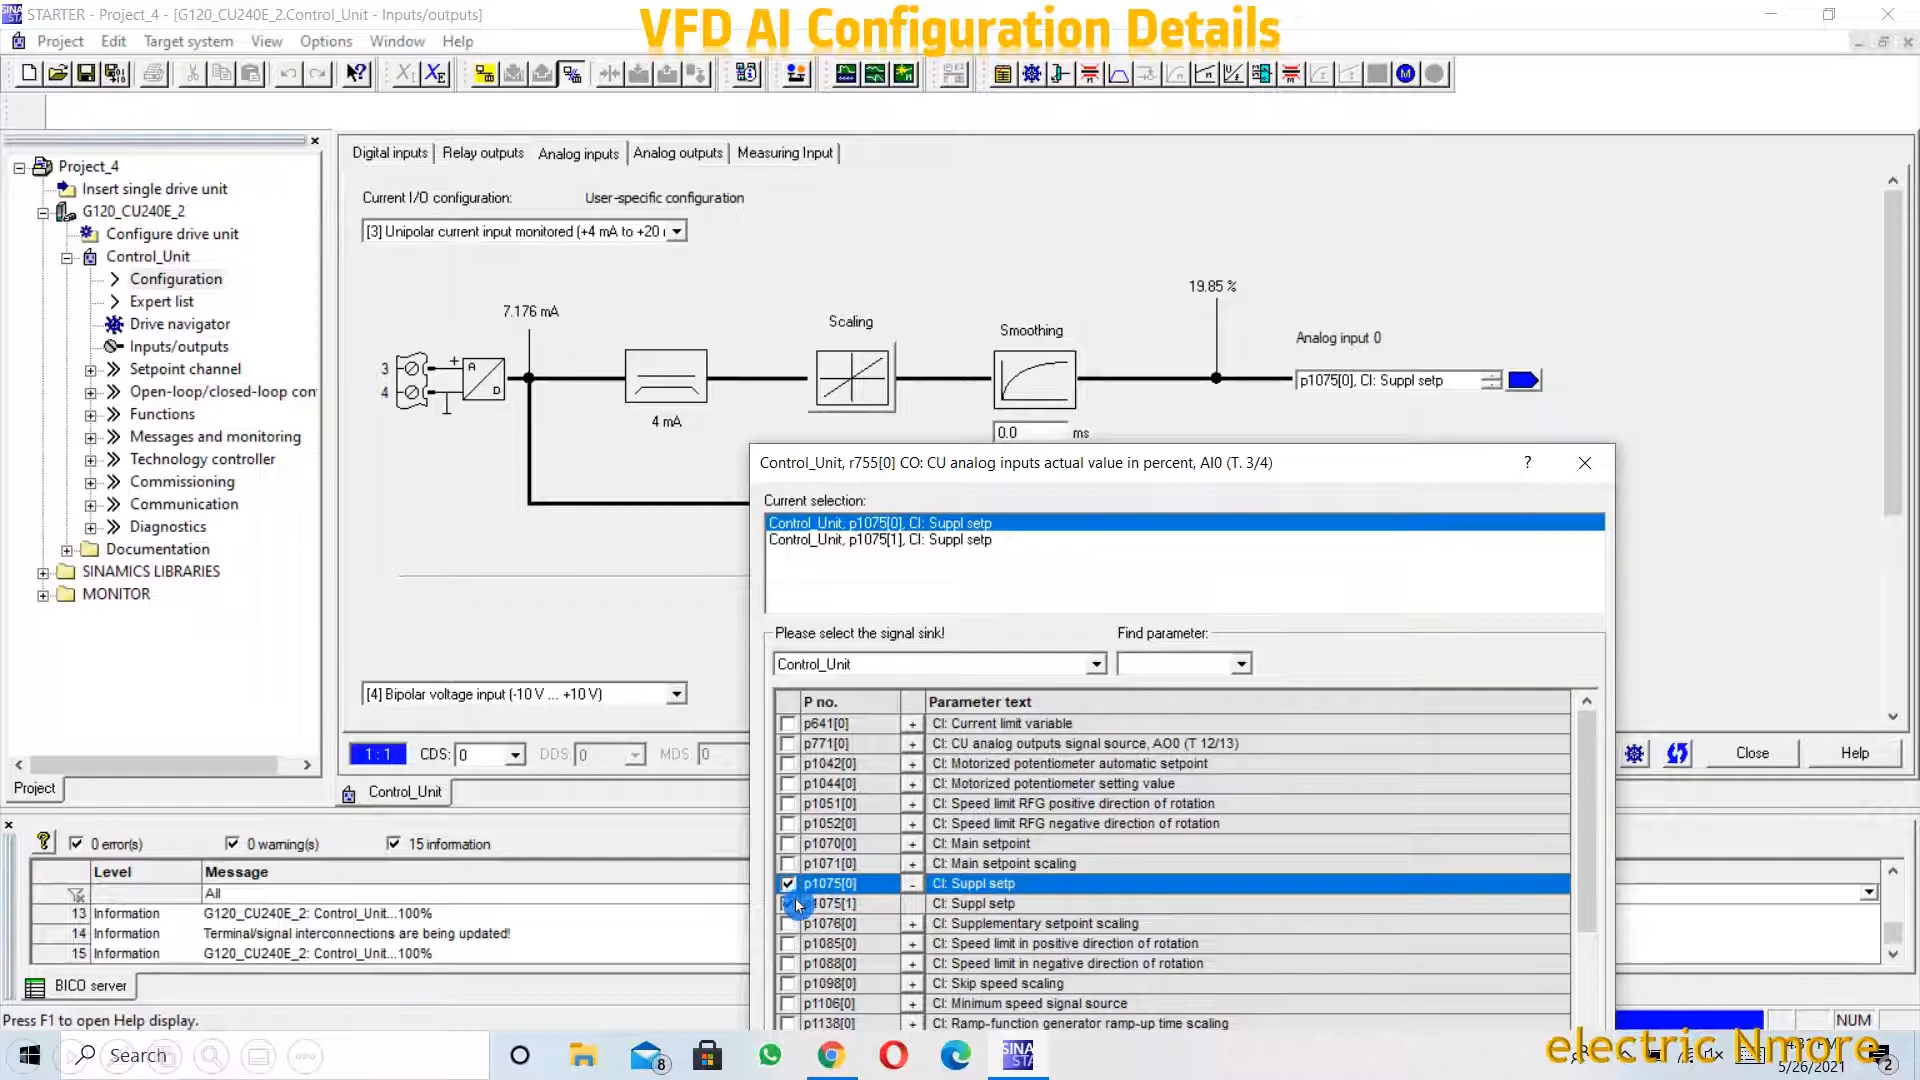 STARTER - Project_4 - [G120_CU240E_2.Control_Unit - Inputs/outputs]
VFD AI Configuration Details
Project Edit Target system View Options Window Help
Project_4
Insert single drive unit
G120_CU240E_2
Configure drive unit
Control_Unit
Configuration
Expert list
Drive navigator
Inputs/outputs
Setpoint channel
Open-loop/closed-loop con
Functions
Messages and monitoring
Technology controller
Commissioning
Communication
Diagnostics
Documentation
SINAMICS LIBRARIES
MONITOR
Project
Digital inputs Relay outputs Analog inputs Analog outputs Measuring Input
Current I/O configuration: User-specific configuration
[3] Unipolar current input monitored (+4 mA to +20
19.85 %
7.176 mA
Scaling
Smoothing
Analog input 0
3
4
A
D
p1075[0], CI: Suppl setp
4 mA
0.0 ms
[4] Bipolar voltage input (-10 V ... +10 V)
1 : 1 CDS: 0 DDS: 0 MDS: 0
Close Help
Control_Unit
Control_Unit, r755[0] CO: CU analog inputs actual value in percent, AI0 (T. 3/4)
Current selection:
Control_Unit, p1075[0], CI: Suppl setp
Control_Unit, p1075[1], CI: Suppl setp
Please select the signal sink! Find parameter:
Control_Unit
P no. Parameter text
p641[0] + CI: Current limit variable
p771[0] + CI: CU analog outputs signal source, AO0 (T 12/13)
p1042[0] + CI: Motorized potentiometer automatic setpoint
p1044[0] + CI: Motorized potentiometer setting value
p1051[0] + CI: Speed limit RFG positive direction of rotation
p1052[0] + CI: Speed limit RFG negative direction of rotation
p1070[0] + CI: Main setpoint
p1071[0] + CI: Main setpoint scaling
p1075[0] - CI: Suppl setp
1075[1] CI: Suppl setp
p1076[0] + CI: Supplementary setpoint scaling
p1085[0] + CI: Speed limit in positive direction of rotation
p1088[0] + CI: Speed limit in negative direction of rotation
p1098[0] + CI: Skip speed scaling
p1106[0] + CI: Minimum speed signal source
p1138[0] + CI: Ramp-function generator ramp-up time scaling
0 error(s) 0 warning(s) 15 information
Level Message
All
13 Information G120_CU240E_2: Control_Unit...100%
14 Information Terminal/signal interconnections are being updated!
15 Information G120_CU240E_2: Control_Unit...100%
BICO server
Press F1 to open Help display.
NUM
Search
8
SINA
STA
electric Nmore
5/26/2021
2